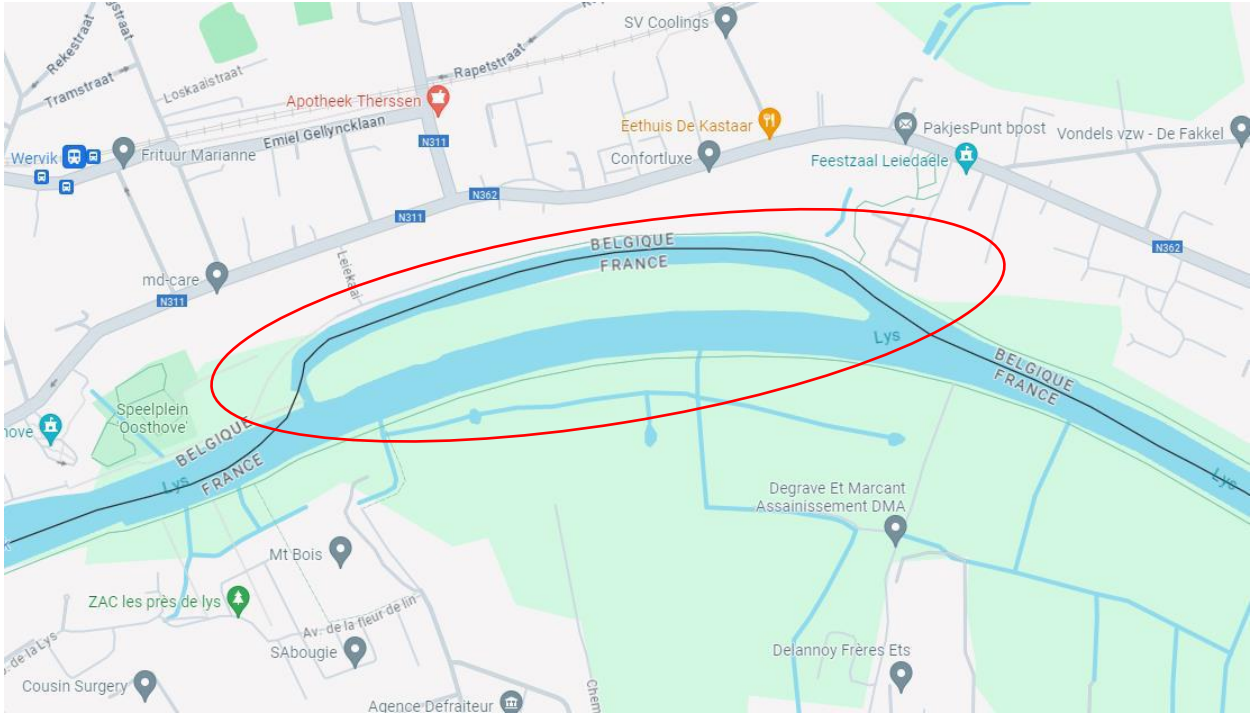 SV Coolings
Rekestraat
Tramstraat
Loskaaistraat
Rapetstraat
Apotheek Therssen
Emiel Gellyncklaan
N311
Wervik
Frituur Marianne
Eethuis De Kastaar
Confortluxe
PakjesPunt bpost
Vondels vzw - De Fakkel
Feestzaal Leiedaele
N362
N311
N362
md-care
N311
Leiekaai
BELGIQUE
FRANCE
Lys
BELGIQUE
FRANCE
Speelplein
Oosthove
BELGIQUE
FRANCE
Lys
Lys
Degrave Et Marcant
Assainissement DMA
Mt Bois
ZAC les près de lys
Av. de la fleur de lin
SAbougie
Delannoy Frères Ets
Cousin Surgery
Agence Defraiteur